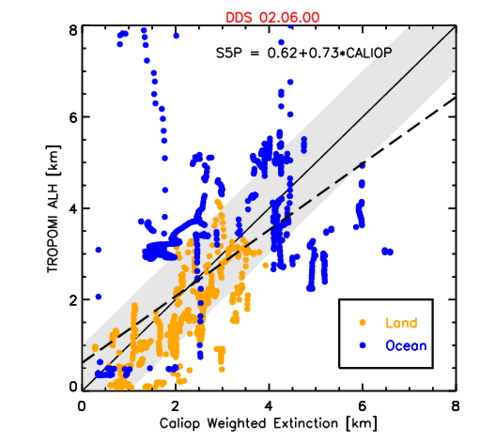 DDS 02.06.00
8
S5P = 0.62+0.73*CALIOP
6
TROPOMI ALH [km]
4
2
Land
Ocean
0
0 2 4 6 8
Caliop Weighted Extinction [km]